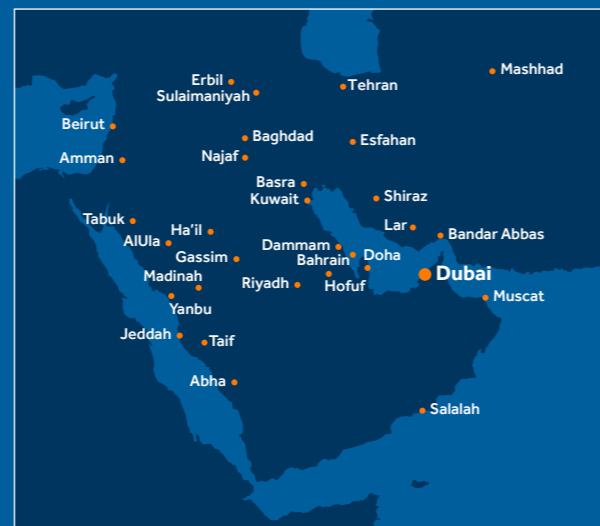 Mashhad
Erbil
Tehran
Sulaimaniyah
Beirut
Baghdad
Esfahan
Amman
Najaf
Basra
Kuwait
Shiraz
Tabuk
Ha'il
Lar
AlUla
Bandar Abbas
Dammam
Gassim
Bahrain
Doha
Madinah
Riyadh
Hofuf
Dubai
Yanbu
Muscat
Jeddah
Taif
Abha
Salalah